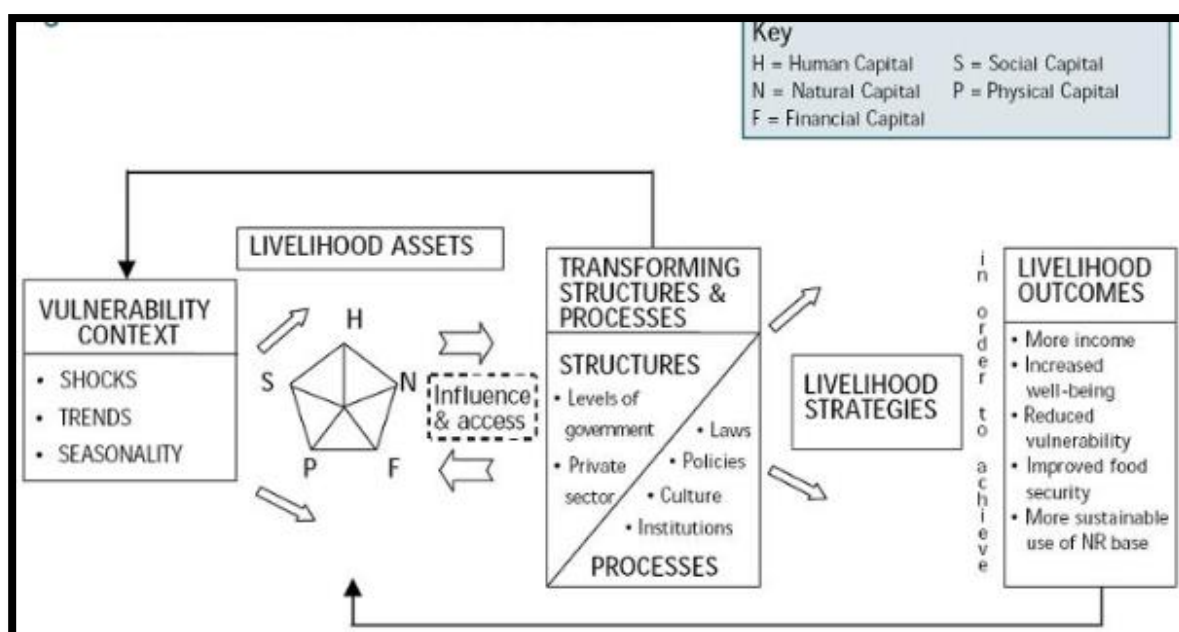 Key
H = Human Capital S = Social Capital
N = Natural Capital P = Physical Capital
F = Financial Capital
LIVELIHOOD ASSETS
VULNERABILITY
CONTEXT
• SHOCKS
• TRENDS
• SEASONALITY
H
S
N
P
F
Influence
& access
TRANSFORMING
STRUCTURES &
PROCESSES
STRUCTURES
• Levels of
government
• Private
sector
• Laws
• Policies
• Culture
• Institutions
PROCESSES
LIVELIHOOD
STRATEGIES
in order to achieve
LIVELIHOOD
OUTCOMES
• More income
• Increased
well-being
• Reduced
vulnerability
• Improved food
security
• More sustainable
use of NR base